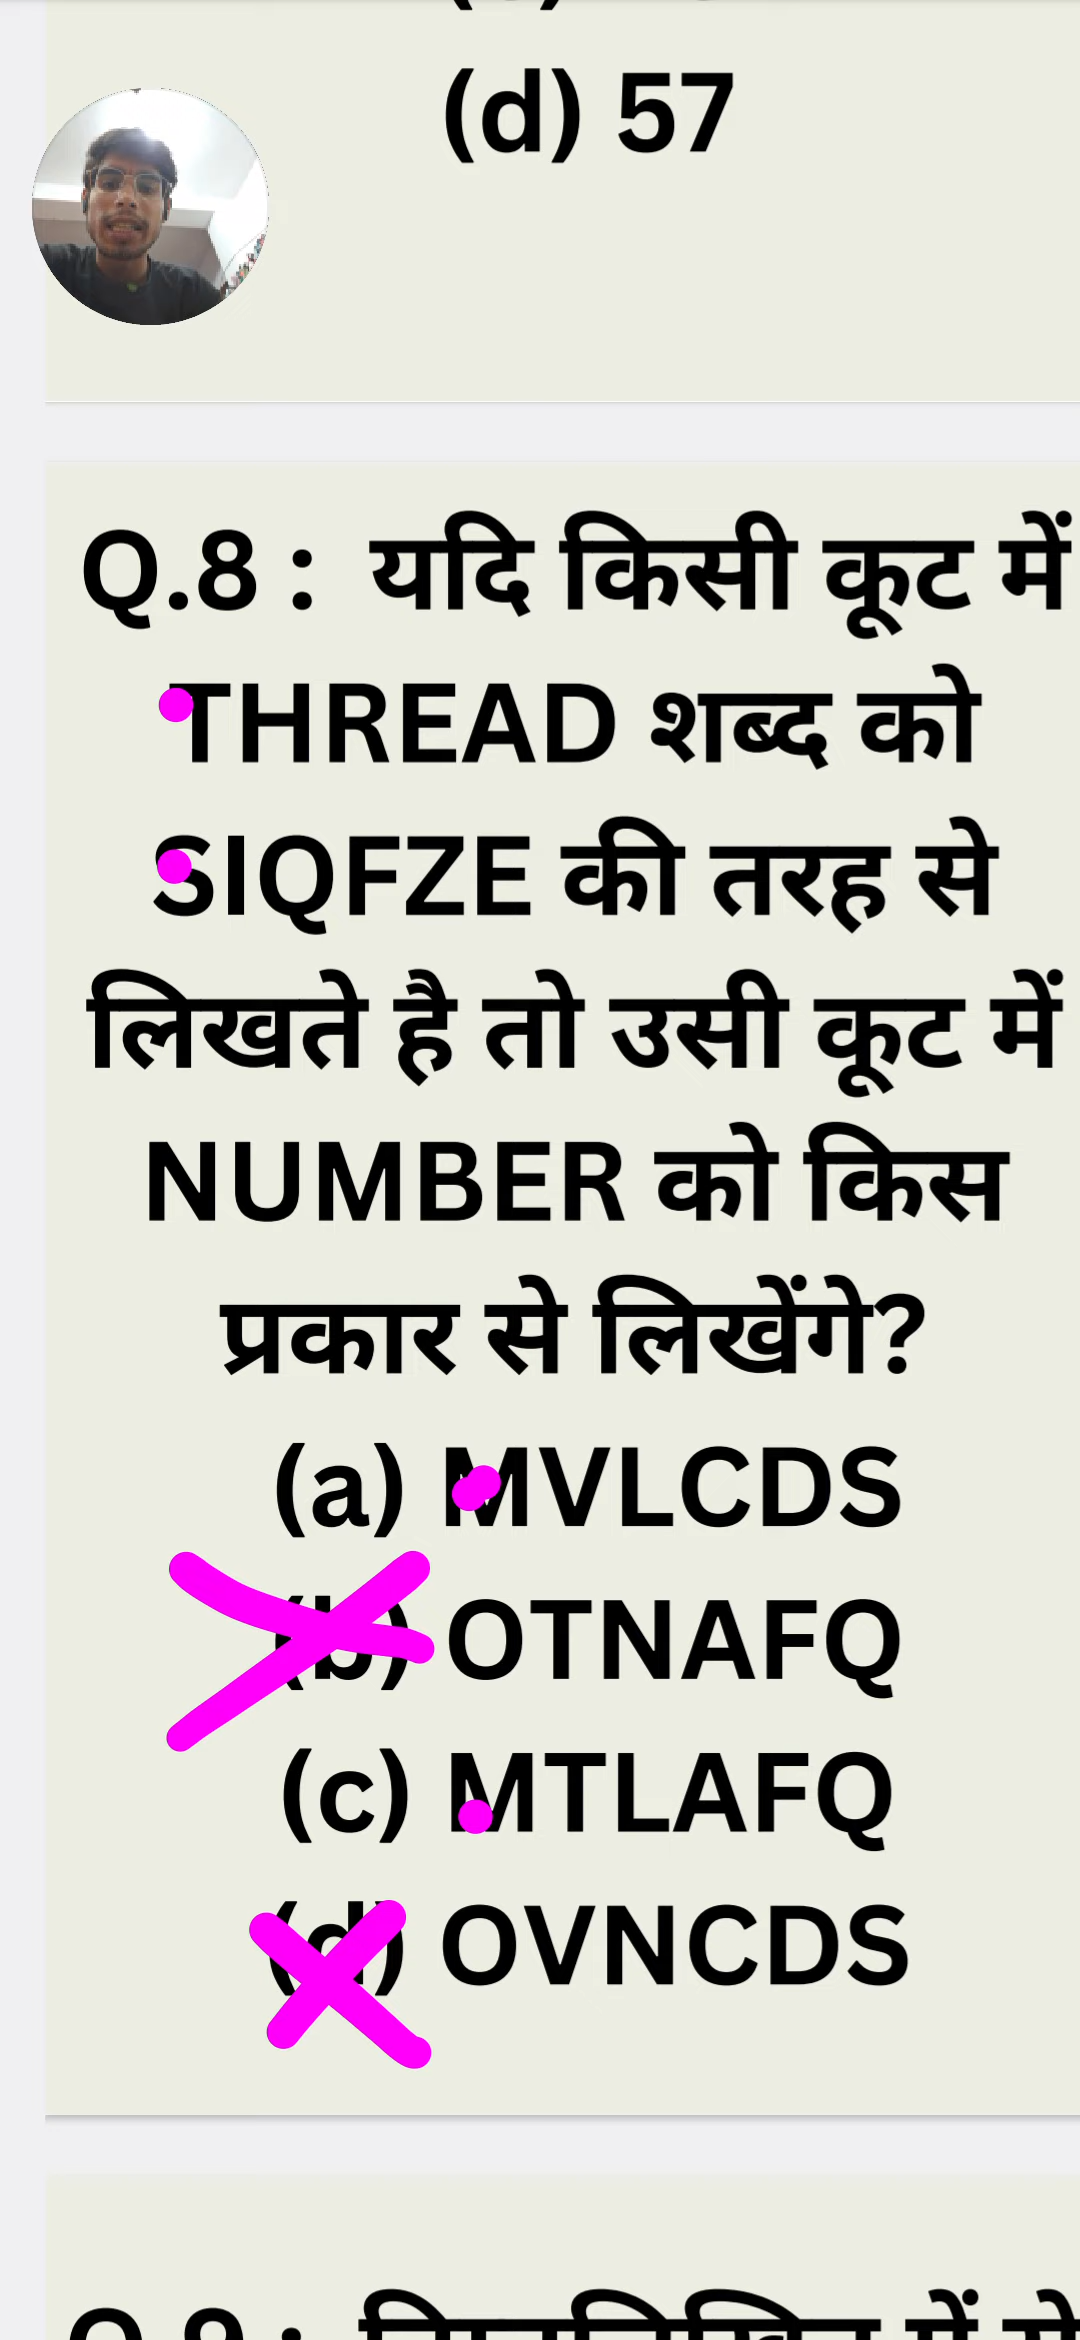 (d) 57
Q.8 : यदि किसी कूट में
THREAD शब्द को
SIQFZE की तरह से
लिखते है तो उसी कूट में
NUMBER को किस
प्रकार से लिखेंगे?
(a) MVLCDS
(b) OTNAFQ
(c) MTLAFQ
(d) OVNCDS